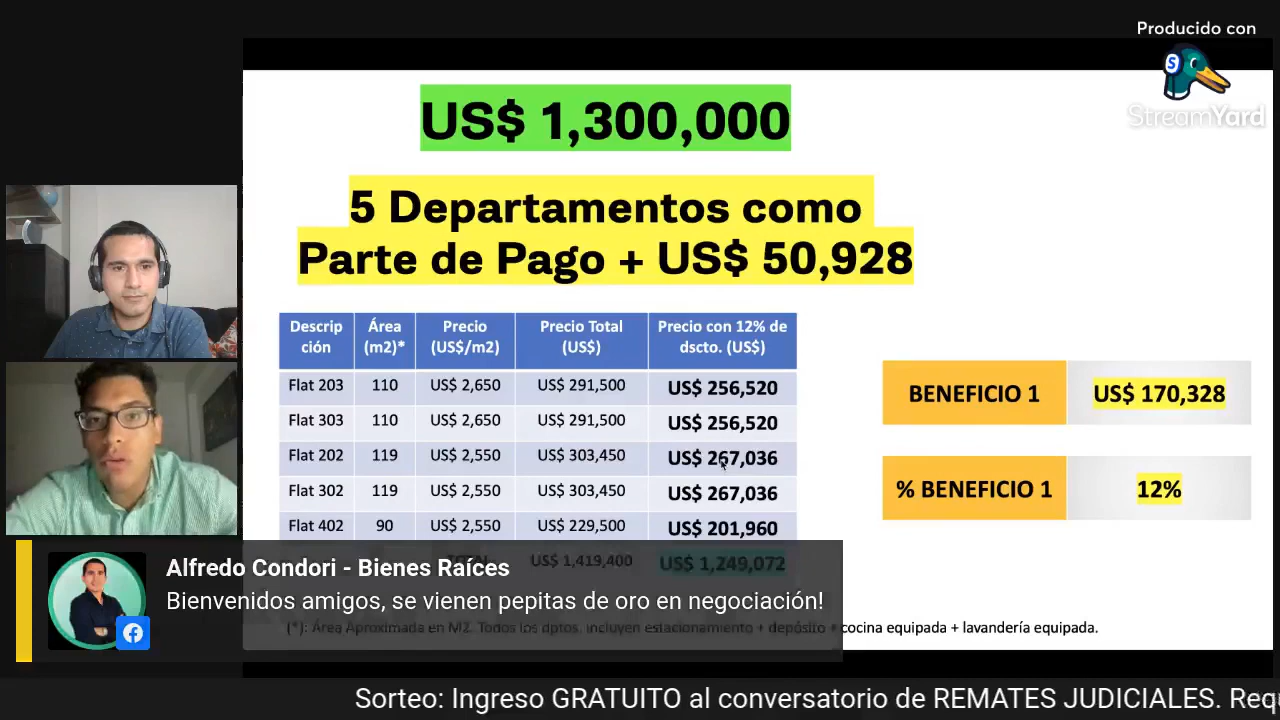 Producido con
StreamYard
US$ 1,300,000
5 Departamentos como
Parte de Pago + US$ 50,928
Descrip
ción
Área
(m2)*
Precio
(US$/m2)
Precio Total
(US$)
Precio con 12% de
dscto. (US$)
Flat 203 110 US$ 2,650 US$ 291,500 US$ 256,520
Flat 303 110 US$ 2,650 US$ 291,500 US$ 256,520
Flat 202 119 US$ 2,550 US$ 303,450 US$ 267,036
Flat 302 119 US$ 2,550 US$ 303,450 US$ 267,036
Flat 402 90 US$ 2,550 US$ 229,500 US$ 201,960
TOTAL US$ 1,419,400 US$ 1,249,072
BENEFICIO 1 US$ 170,328
% BENEFICIO 1 12%
Alfredo Condori - Bienes Raíces
Bienvenidos amigos, se vienen pepitas de oro en negociación!
(*): Área Aproximada en M2. Todos los dptos. incluyen estacionamiento + depósito + cocina equipada + lavandería equipada.
Sorteo: Ingreso GRATUITO al conversatorio de REMATES JUDICIALES. Req